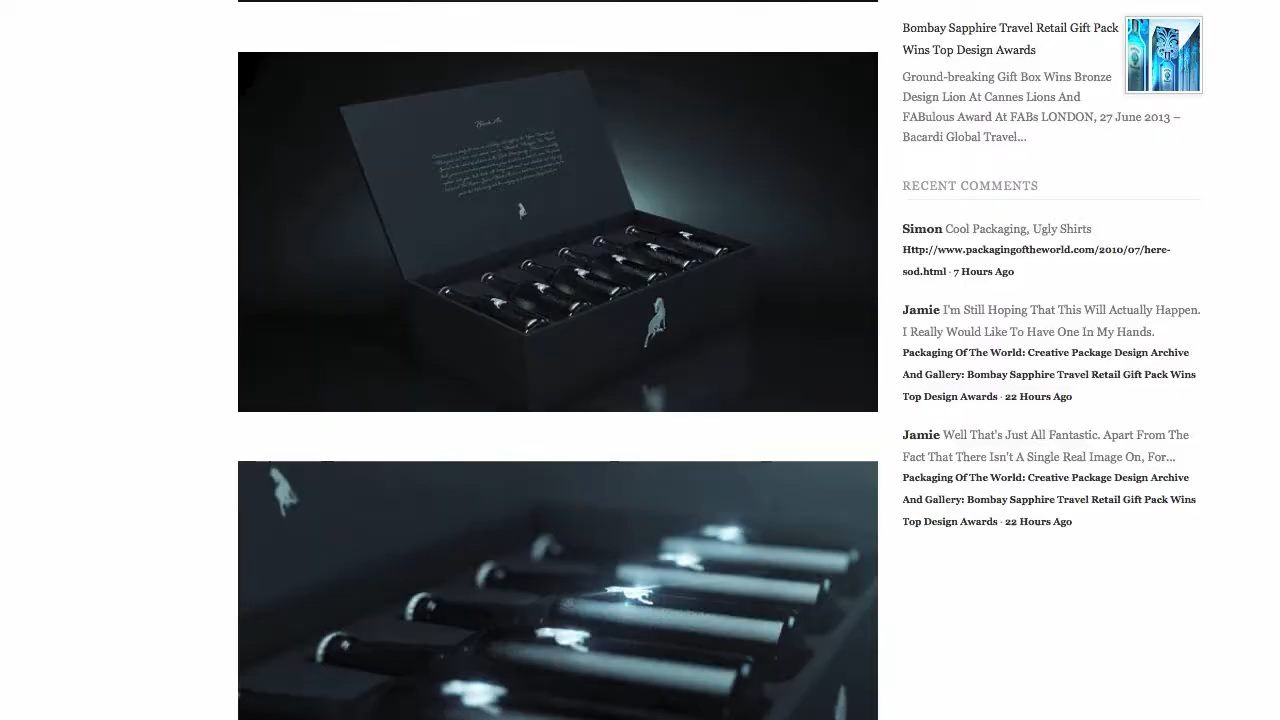 Bombay Sapphire Travel Retail Gift Pack
Wins Top Design Awards
Ground-breaking Gift Box Wins Bronze
Design Lion At Cannes Lions And
FABulous Award At FABs LONDON, 27 June 2013 –
Bacardi Global Travel...
RECENT COMMENTS
Simon Cool Packaging, Ugly Shirts
Http://www.packagingoftheworld.com/2010/07/here-
sod.html · 7 Hours Ago
Jamie I'm Still Hoping That This Will Actually Happen.
I Really Would Like To Have One In My Hands.
Packaging Of The World: Creative Package Design Archive
And Gallery: Bombay Sapphire Travel Retail Gift Pack Wins
Top Design Awards · 22 Hours Ago
Jamie Well That's Just All Fantastic. Apart From The
Fact That There Isn't A Single Real Image On, For...
Packaging Of The World: Creative Package Design Archive
And Gallery: Bombay Sapphire Travel Retail Gift Pack Wins
Top Design Awards · 22 Hours Ago